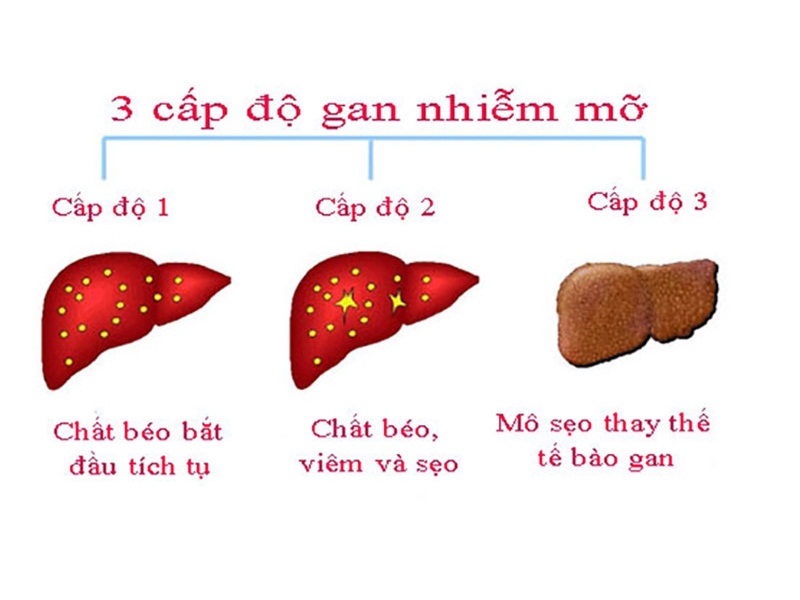 3 cấp độ gan nhiễm mỡ
Cấp độ 1
Cấp độ 2
Cấp độ 3
Chất béo bắt
đầu tích tụ
Chất béo,
viêm và sẹo
Mô sẹo thay thế
tế bào gan